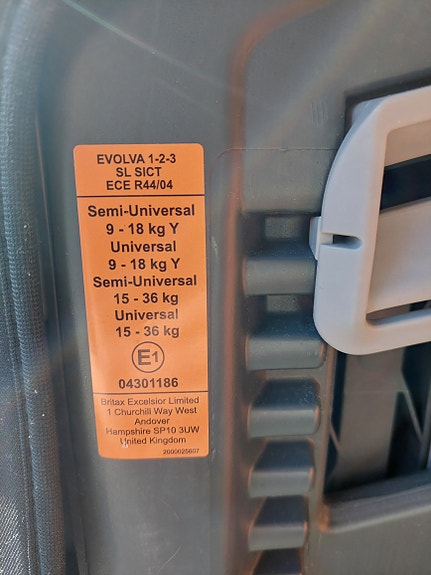 EVOLVA 1-2-3
SL SICT
ECE R44/04
Semi-Universal
9 - 18 kg Y
Universal
9 - 18 kg Y
Semi-Universal
15 - 36 kg
Universal
15 - 36 kg
E1
04301186
Britax Excelsior Limited
1 Churchill Way West
Andover
Hampshire SP10 3UW
United Kingdom
2000025607